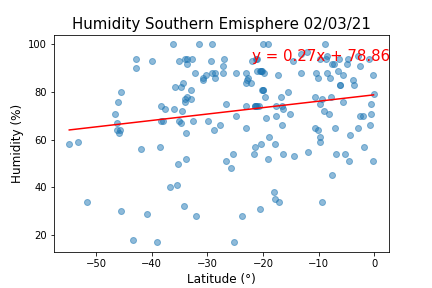 Humidity Southern Emisphere 02/03/21
y = 0.27x + 78.86
Humidity (%)
100
80
60
40
20
−50
−40
−30
−20
−10
0
Latitude (°)